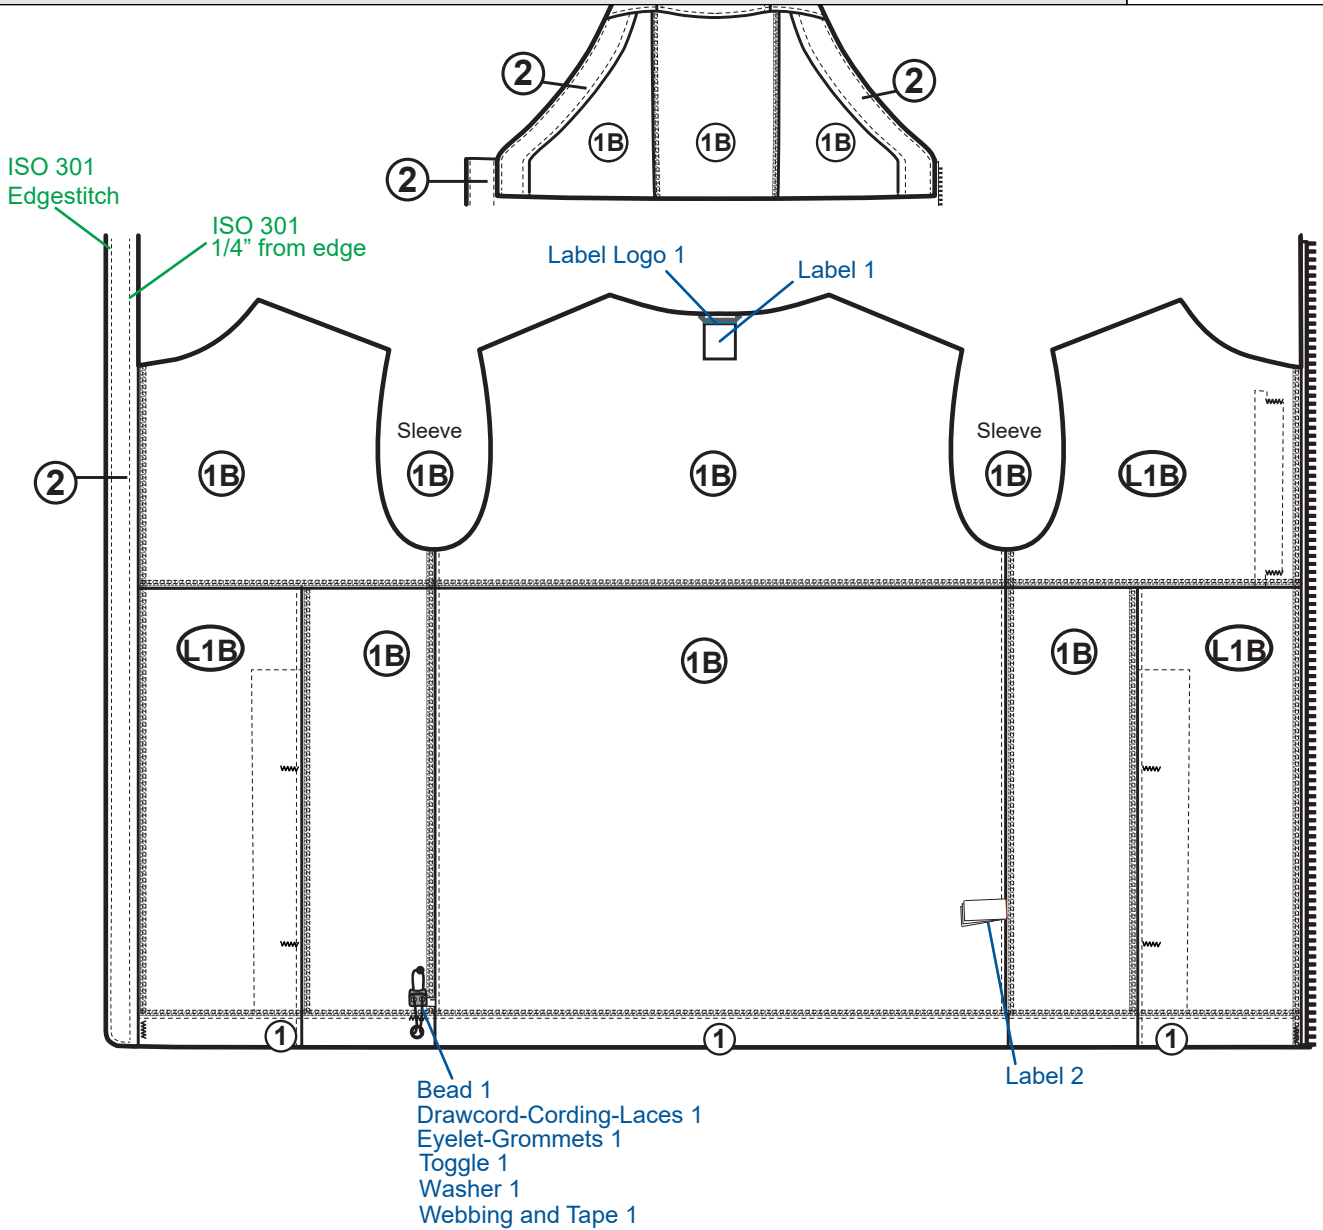 2
2
1B
1B
1B
2
ISO 301
Edgestitch
ISO 301
1/4” from edge
Label Logo 1
Label 1
Sleeve
Sleeve
2
1B
1B
1B
1B
L1B
L1B
1B
1B
1B
L1B
1
1
1
Label 2
Bead 1
Drawcord-Cording-Laces 1
Eyelet-Grommets 1
Toggle 1
Washer 1
Webbing and Tape 1